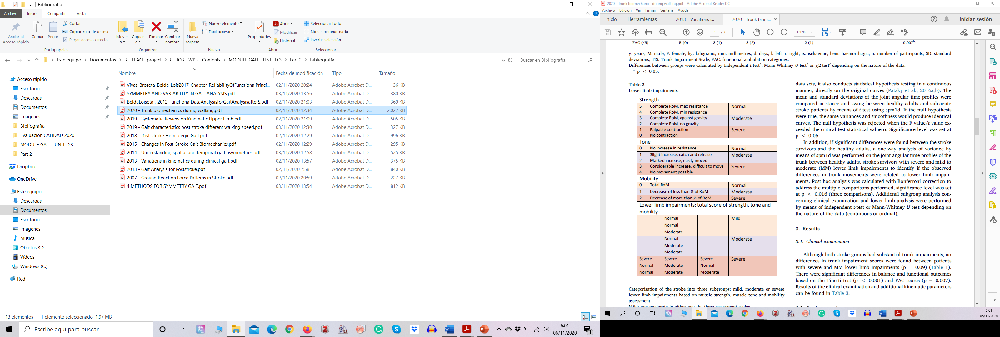 Bibliografía
Archivo Inicio Compartir Vista
Anclar al Acceso rápido
Copiar
Pegar
Cortar
Copiar ruta de acceso
Pegar acceso directo
Portapapeles
Mover a
Copiar a
Eliminar
Cambiar nombre
Organizar
Nueva carpeta
Nuevo elemento
Fácil acceso
Nuevo
Propiedades
Abrir
Modificar
Historial
Abrir
Seleccionar todo
No seleccionar nada
Invertir selección
Seleccionar
Este equipo > Documentos > 3 - TEACH project > 8 - IO3 - WP3 - Contents > MODULE GAIT - UNIT D.3 > Part 2 > Bibliografía
Buscar en Bibliografía
Acceso rápido
Escritorio
Descargas
Documentos
Imágenes
Bibliografía
Evaluación CALIDAD 2020
MODULE GAIT - UNIT D.3
Part 2
Dropbox
OneDrive
Este equipo
Descargas
Documentos
Escritorio
Imágenes
Música
Objetos 3D
Vídeos
Windows (C:)
Red
Nombre Fecha de modificación Tipo Tamaño
Vivas-Broseta-Belda-Lois2017_Chapter_ReliabilityOfFunctionalPrinci... 02/11/2020 20:24 Adobe Acrobat D... 136 KB
SYMMETRY AND VARIABILITY IN GAIT ANALYSIS.pdf 03/11/2020 13:56 Adobe Acrobat D... 380 KB
BeldaLoisetal.-2012-FunctionalDataAnalysisforGaitAnalysisafterS.pdf 02/11/2020 21:03 Adobe Acrobat D... 369 KB
2020 - Trunk biomechanics during walking.pdf 02/11/2020 12:34 Adobe Acrobat D... 2.022 KB
2019 - Systematic Review on Kinematic Upper Limb.pdf 02/11/2020 21:09 Adobe Acrobat D... 505 KB
2019 - Gait characteristics post stroke different walking speed.pdf 03/11/2020 12:30 Adobe Acrobat D... 327 KB
2018 - Post-stroke Hemiplegic Gait.pdf 02/11/2020 12:29 Adobe Acrobat D... 996 KB
2015 - Changes in Post-Stroke Gait Biomechanics.pdf 02/11/2020 12:29 Adobe Acrobat D... 295 KB
2014 - Understanding spatial and temporal gait asymmetries.pdf 03/11/2020 12:58 Adobe Acrobat D... 525 KB
2013 - Variations in kinematics during clinical gait.pdf 02/11/2020 13:57 Adobe Acrobat D... 375 KB
2013 - Gait Analysis for Poststroke.pdf 02/11/2020 7:58 Adobe Acrobat D... 840 KB
2007 - Ground Reaction Force Patterns in Stroke.pdf 02/11/2020 20:59 Adobe Acrobat D... 227 KB
4 METHODS FOR SYMMETRY GAIT.pdf 03/11/2020 13:54 Adobe Acrobat D... 812 KB
13 elementos 1 elemento seleccionado 1,97 MB
Escribe aquí para buscar
6:01
06/11/2020
1
2020 - Trunk biomechanics during walking.pdf - Adobe Acrobat Reader DC
Archivo Edición Ver Firmar Ventana Ayuda
Inicio Herramientas 2013 - Variations i... 2020 - Trunk biom... × Iniciar sesión
3 / 8 130%
FAC (/5) 5 (0) 3 (1) 3 (2) 2 (1) 0.007b*
y: years, M: male, F: female, kg: kilograms, mm: millimetres, d: days, l: left, r: right, is: ischaemic, hem: haemorrhagic, n: number of participants, SD: standard
deviations, TIS: Trunk Impairment Scale, FAC: functional ambulation categories.
Differences between groups were calculated by Independent t-testa, Mann-Whitney U testb or χ2 testc depending on the nature of the data.
* p < 0.05.
Table 2
Lower limb impairments.
Strength
5 Complete RoM, max resistance Normal
4 Complete RoM, min resistance
3 Complete RoM, against gravity Moderate
2 Complete RoM, no gravity
1 Palpable contraction Severe
0 No contraction
Tone
0 No increase in resistance Normal
1 Slight increase, catch and release Moderate
2 Marked increase, easily moved
3 Considerable increase, difficult to move Severe
4 No movement possible
Mobility
0 Total RoM Normal
1 Decrease of less than ½ of RoM Moderate
2 Decrease of more than ½ of RoM Severe
Lower limb impairments: total score of strength, tone and
mobility
Normal Mild
Normal
Moderate
Normal Moderate
Moderate
Moderate
Severe Severe Severe Severe
Normal Moderate Normal
Normal Moderate Moderate
Categorisation of the stroke into three subgroups: mild, moderate or severe
lower limb impairments based on muscle strength, muscle tone and mobility
assessment.
Mild: one moderate in either one the three assessment scales
data sets, it also conducts statistical hypothesis testing in a continuous
manner, directly on the original curves (Pataky et al., 2016a,b). The
mean and standard deviations of the joint angular time profiles were
compared in stance and swing between healthy adults and sub-acute
stroke patients by means of t-test using spm1d. If the null hypothesis
were true, the same variances and smoothness would produce identical
curves. The null hypothesis was rejected when the F value/t value ex-
ceeded the critical test statistical value α. Significance level was set at
p < 0.05.
In addition, if significant differences were found between the stroke
survivors and the healthy adults, a one-way analysis of variance by
means of spm1d was performed on the joint angular time profiles of the
trunk between healthy adults, stroke survivors with severe and mild to
moderate (MM) lower limb impairments to identify if the observed
differences in trunk movements were related to lower limb impair-
ments. Post hoc analysis was calculated with Bonferroni correction to
address the multiple comparisons performed, significance level was set
at p < 0.016 (three comparisons). Additional subgroup analysis con-
cerning clinical examination and lower limb analysis were performed
by means of independent t-test or Mann-Whitney U test depending on
the nature of the data (continuous or ordinal).
3. Results
3.1. Clinical examination
Although both stroke groups had substantial trunk impairments, no
differences in trunk impairment scores were found between patients
with severe and MM lower limb impairments (p = 0.09) (Table 1).
There were significant differences in balance and functional outcomes
based on the Tinetti test (p < 0.001) and FAC scores (p = 0.007).
Results of the clinical examination and additional kinematic parameters
can be found in Table 3.
6:01
06/11/2020